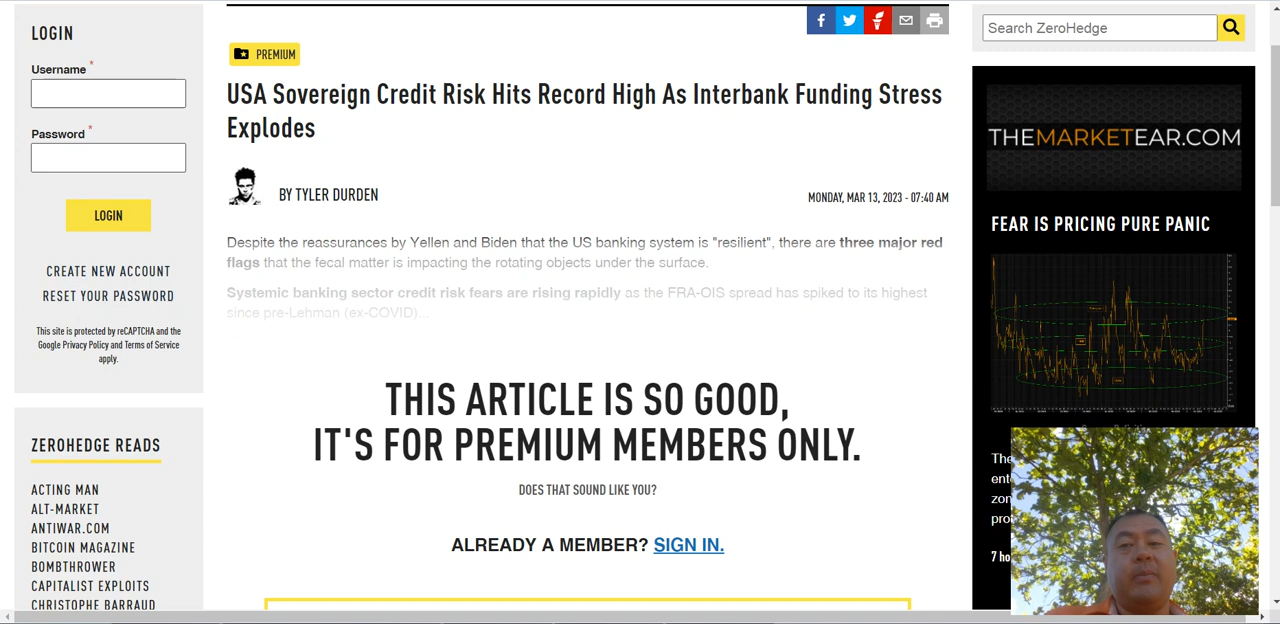 LOGIN
Username *
Password *
LOGIN
CREATE NEW ACCOUNT
RESET YOUR PASSWORD
This site is protected by reCAPTCHA and the
Google Privacy Policy and Terms of Service
apply.
ZEROHEDGE READS
ACTING MAN
ALT-MARKET
ANTIWAR.COM
BITCOIN MAGAZINE
BOMBTHROWER
CAPITALIST EXPLOITS
CHRISTOPHE BARRAUD
PREMIUM
USA Sovereign Credit Risk Hits Record High As Interbank Funding Stress
Explodes
BY TYLER DURDEN
MONDAY, MAR 13, 2023 - 07:40 AM
Despite the reassurances by Yellen and Biden that the US banking system is "resilient", there are three major red
flags that the fecal matter is impacting the rotating objects under the surface.
Systemic banking sector credit risk fears are rising rapidly as the FRA-OIS spread has spiked to its highest
since pre-Lehman (ex-COVID)...
THIS ARTICLE IS SO GOOD,
IT'S FOR PREMIUM MEMBERS ONLY.
DOES THAT SOUND LIKE YOU?
ALREADY A MEMBER? SIGN IN.
Search ZeroHedge
THEMARKETEAR.COM
FEAR IS PRICING PURE PANIC
The
ent
zon
pro
7 ho